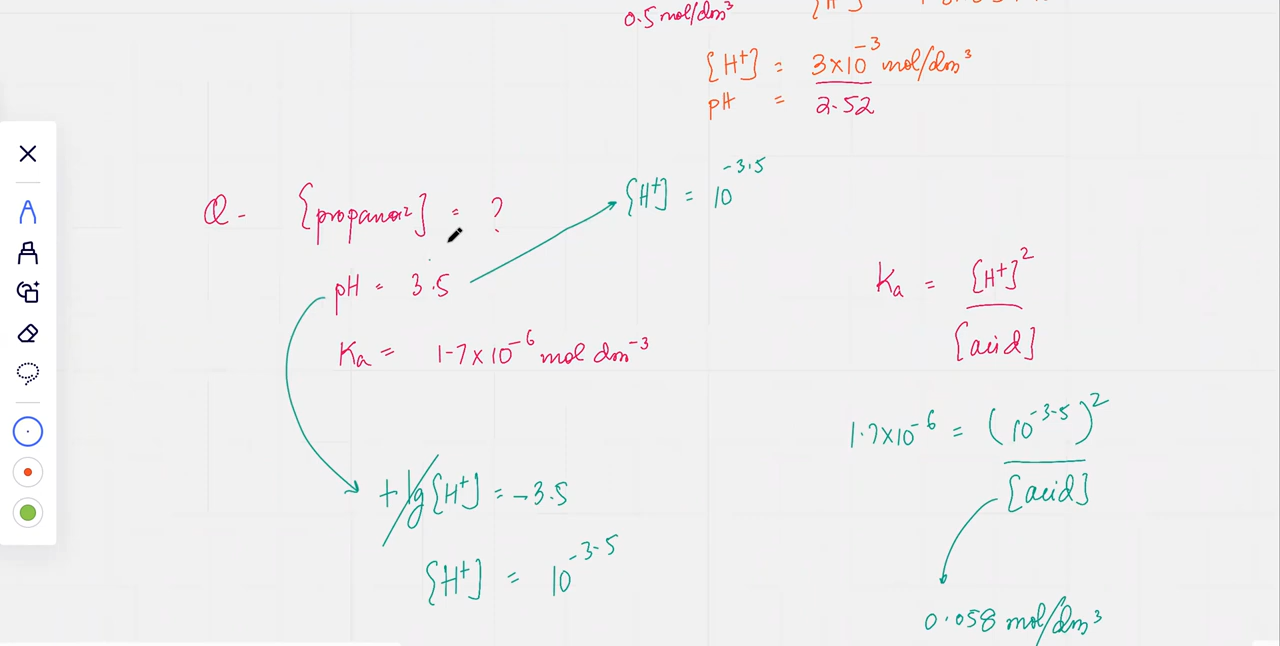 0.5 mol/dm³
[H⁺] = 3×10⁻³ mol/dm³
pH = 2.52
Q- [propanoic] = ?
pH = 3.5
Ka = 1.7×10⁻⁶ mol dm⁻³
[H⁺] = 10⁻³·⁵
+lg[H⁺] = -3.5
[H⁺] = 10⁻³·⁵
Ka = [H⁺]²
[acid]
1.7×10⁻⁶ = (10⁻³·⁵)²
[acid]
0.058 mol/dm³